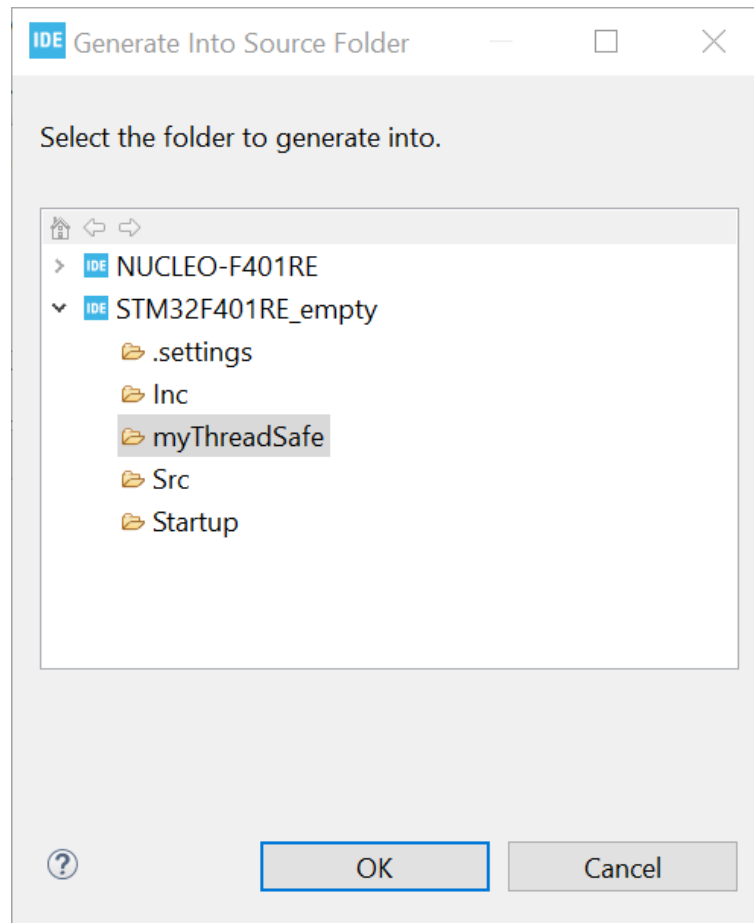 IDE Generate Into Source Folder
Select the folder to generate into.
IDE NUCLEO-F401RE
IDE STM32F401RE_empty
.settings
Inc
myThreadSafe
Src
Startup
? OK Cancel